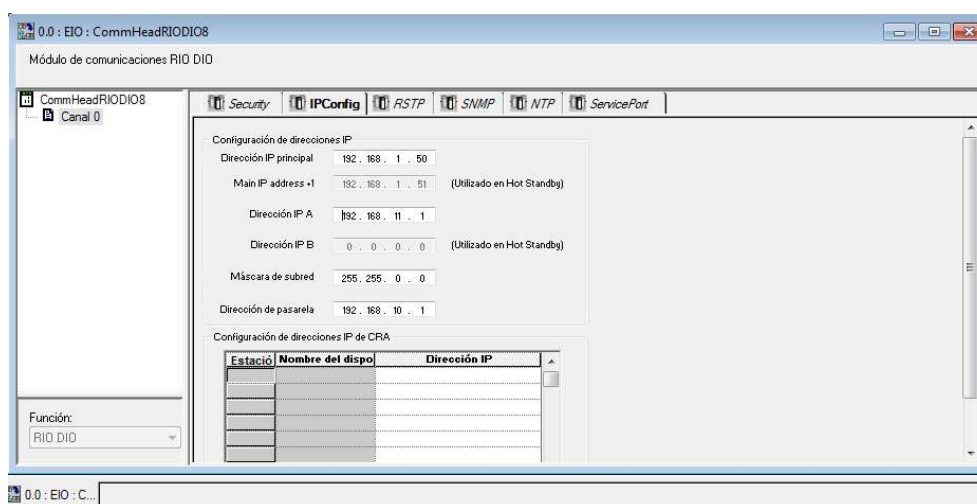 0.0 : EIO : CommHeadRIODIO8
Módulo de comunicaciones RIO DIO
CommHeadRIODIO8
Canal 0
Security IPConfig RSTP SNMP NTP ServicePort
Configuración de direcciones IP
Dirección IP principal 192 . 168 . 1 . 50
Main IP address +1 192 . 168 . 1 . 51 (Utilizado en Hot Standby)
Dirección IP A 192 . 168 . 11 . 1
Dirección IP B 0 . 0 . 0 . 0 (Utilizado en Hot Standby)
Máscara de subred 255 . 255 . 0 . 0
Dirección de pasarela 192 . 168 . 10 . 1
Configuración de direcciones IP de CRA
Estació Nombre del dispo Dirección IP
Función:
RIO DIO
0.0 : EIO : C...